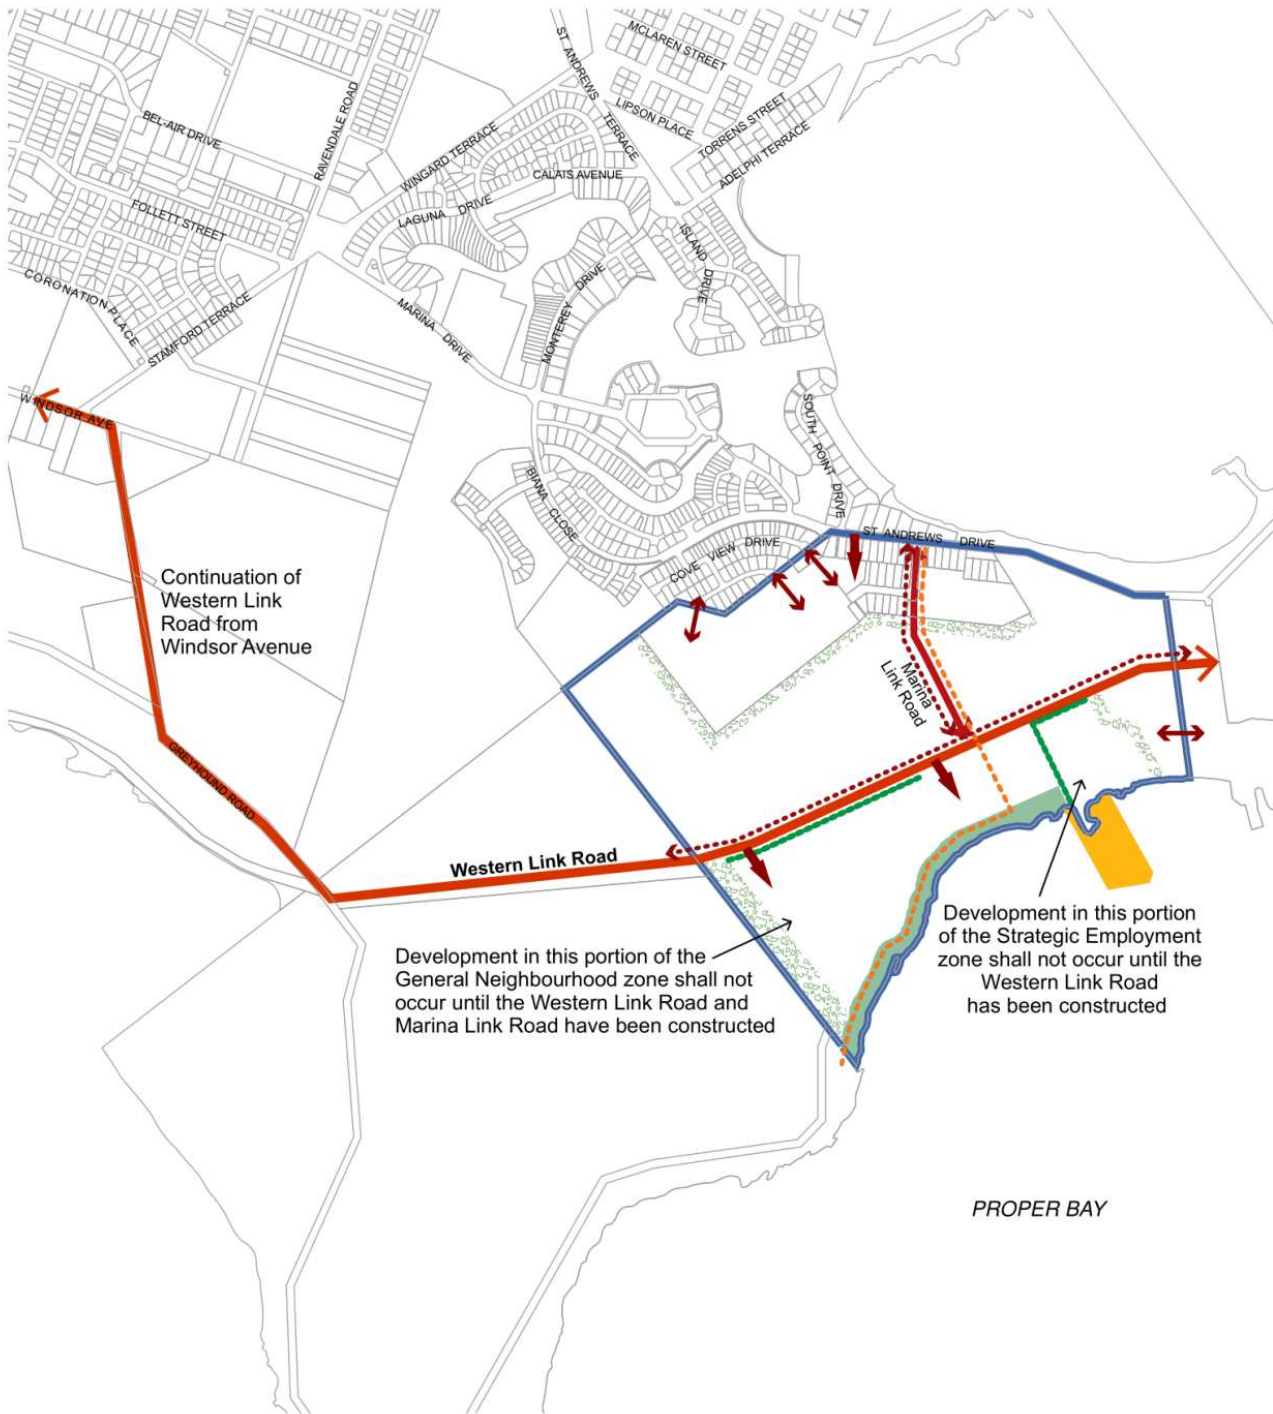 MCLAREN STREET
ST ANDREWS TERRACE
LIPSON PLACE
TORRENS STREET
ADELPHI TERRACE
BEL-AIR DRIVE
RAVENDALE ROAD
WINGARD TERRACE
CALAIS AVENUE
LAGUNA DRIVE
FOLLETT STREET
ISLAND DRIVE
CORONATION PLACE
STAMFORD TERRACE
MARINA DRIVE
MONTEREY DRIVE
WINDSOR AVE
SOUTH POINT DRIVE
BIANA CLOSE
ST ANDREWS DRIVE
COVE VIEW DRIVE
Continuation of
Western Link
Road from
Windsor Avenue
Marina
Link Road
GREYHOUND ROAD
Western Link Road
Development in this portion of the
General Neighbourhood zone shall not
occur until the Western Link Road and
Marina Link Road have been constructed
Development in this portion
of the Strategic Employment
zone shall not occur until the
Western Link Road
has been constructed
PROPER BAY